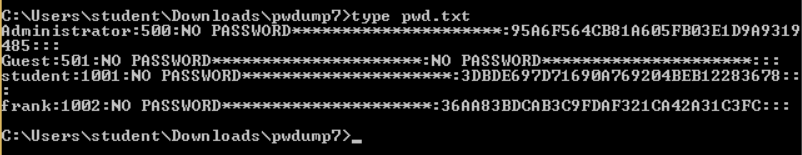 C:\Users\student\Downloads\pwdump7>type pwd.txt
Administrator:500:NO PASSWORD*********************:95A6F564CB81A605FB03E1D9A9319
485:::
Guest:501:NO PASSWORD*********************:NO PASSWORD*********************:::
student:1001:NO PASSWORD*********************:3DBDE697D71690A769204BEB12283678::
:
frank:1002:NO PASSWORD*********************:36AA83BDCAB3C9FDAF321CA42A31C3FC:::
C:\Users\student\Downloads\pwdump7>_